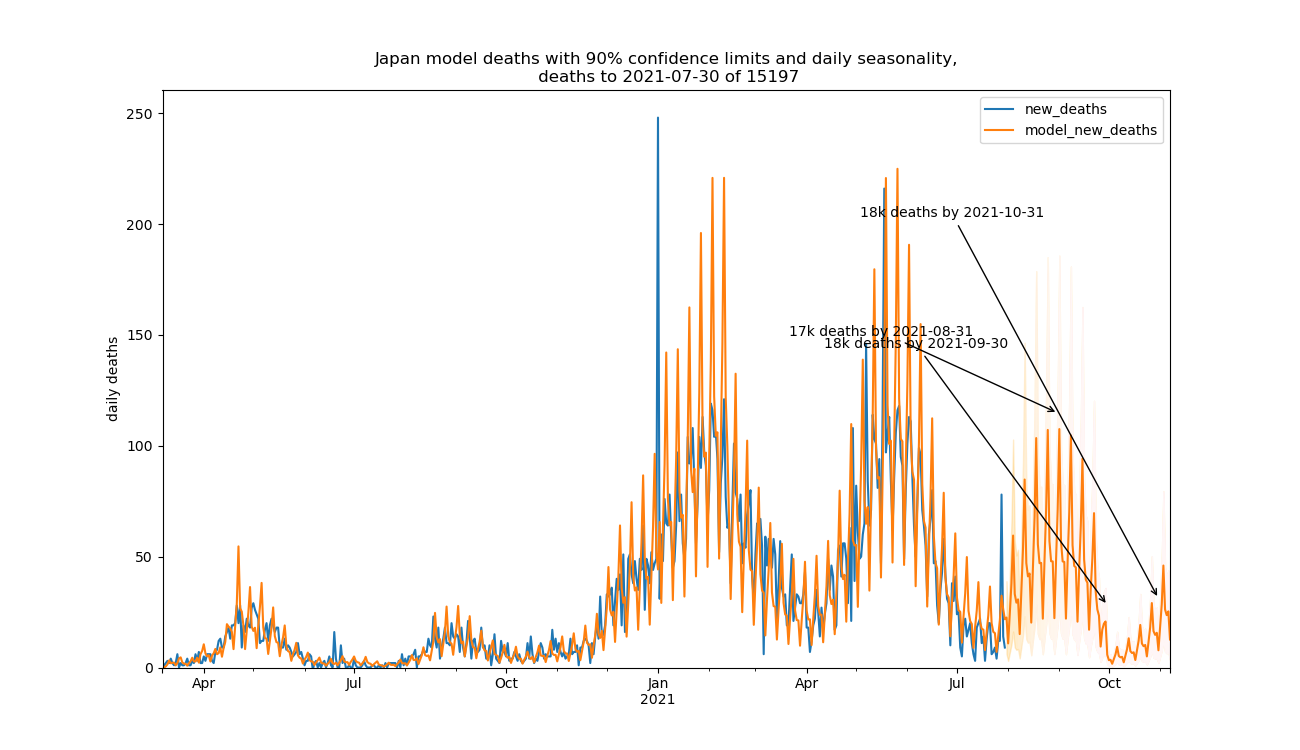 Japan model deaths with 90% confidence limits and daily seasonality,
deaths to 2021-07-30 of 15197
new_deaths
model_new_deaths
daily deaths
250
200
150
100
50
0
18k deaths by 2021-10-31
17k deaths by 2021-08-31
18k deaths by 2021-09-30
Apr
Jul
Oct
Jan
2021
Apr
Jul
Oct